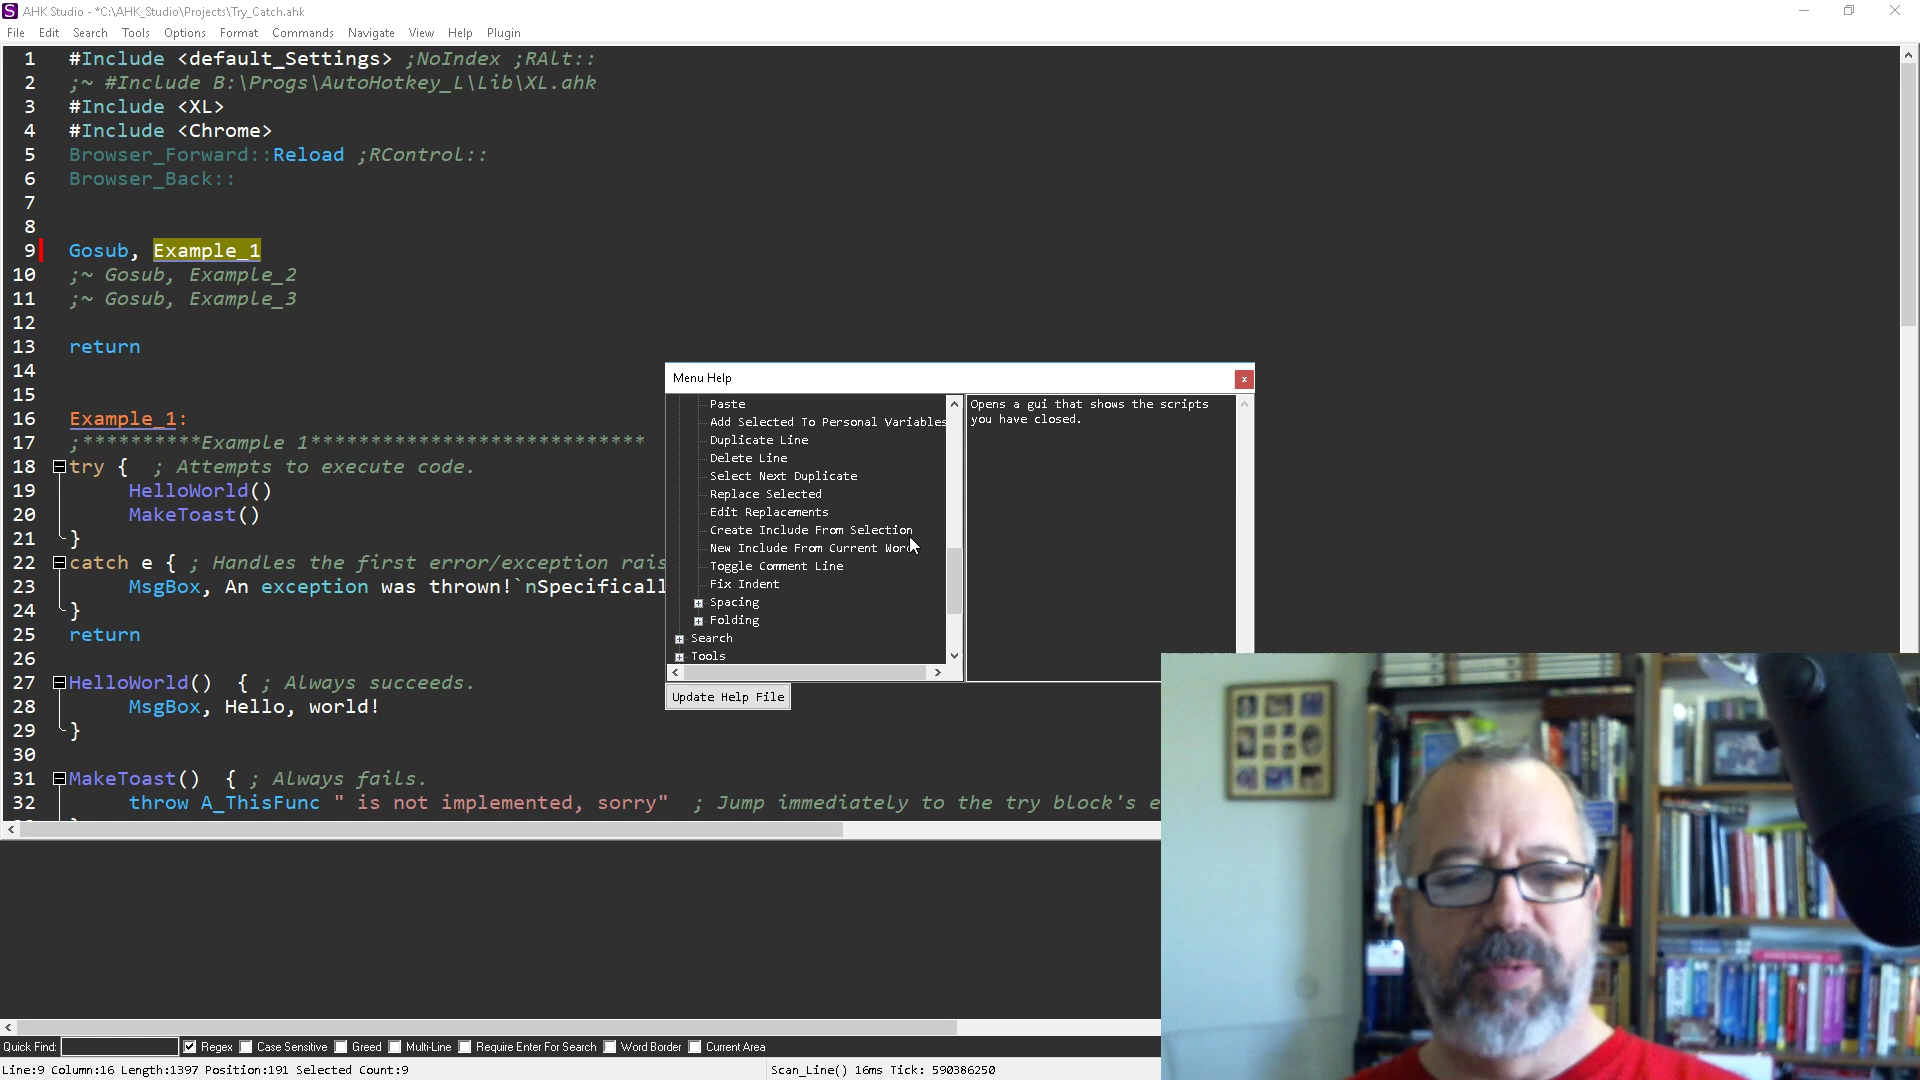 AHK Studio - *C:\AHK_Studio\Projects\Try_Catch.ahk
File Edit Search Tools Options Format Commands Navigate View Help Plugin
1 #Include <default_Settings> ;NoIndex ;RAlt::
2 ;~ #Include B:\Progs\AutoHotkey_L\Lib\XL.ahk
3 #Include <XL>
4 #Include <Chrome>
5 Browser_Forward::Reload ;RControl::
6 Browser_Back::
7
8
9 Gosub, Example_1
10 ;~ Gosub, Example_2
11 ;~ Gosub, Example_3
12
13 return
14
15
16 Example_1:
17 ;**********Example 1****************************
18 try { ; Attempts to execute code.
19 HelloWorld()
20 MakeToast()
21 }
22 catch e { ; Handles the first error/exception rais
23 MsgBox, An exception was thrown!`nSpecificall
24 }
25 return
26
27 HelloWorld() { ; Always succeeds.
28 MsgBox, Hello, world!
29 }
30
31 MakeToast() { ; Always fails.
32 throw A_ThisFunc " is not implemented, sorry" ; Jump immediately to the try block's e
Menu Help
x
Paste
Add Selected To Personal Variables
Duplicate Line
Delete Line
Select Next Duplicate
Replace Selected
Edit Replacements
Create Include From Selection
New Include From Current Word
Toggle Comment Line
Fix Indent
Spacing
Folding
Search
Tools
Opens a gui that shows the scripts
you have closed.
Update Help File
Quick Find: Regex Case Sensitive Greed Multi-Line Require Enter For Search Word Border Current Area
Line:9 Column:16 Length:1397 Position:191 Selected Count:9 Scan_Line() 16ms Tick: 590386250